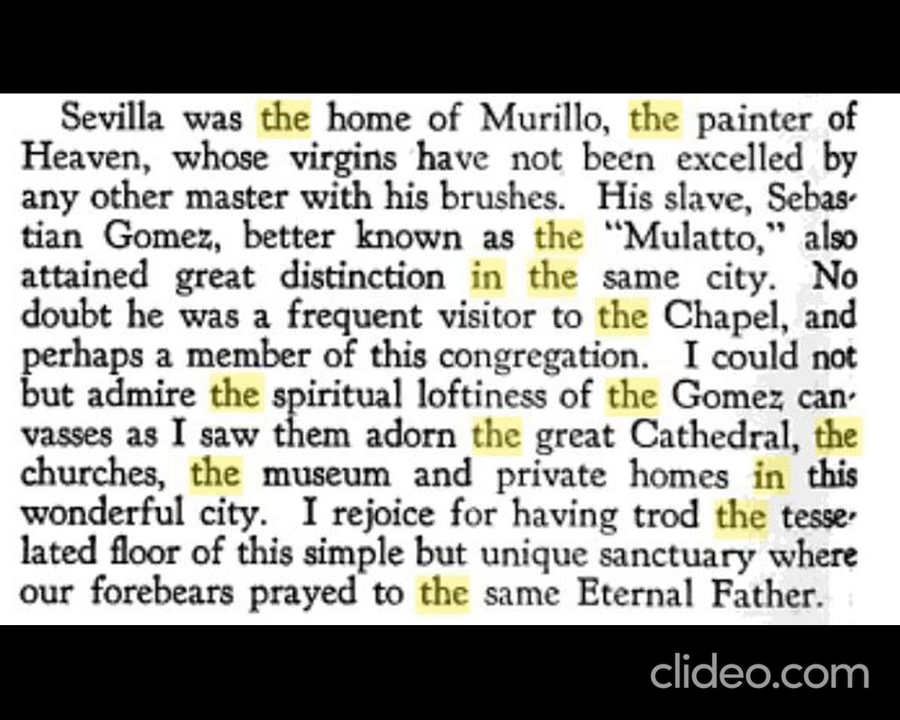 Sevilla was the home of Murillo, the painter of
Heaven, whose virgins have not been excelled by
any other master with his brushes. His slave, Sebas-
tian Gomez, better known as the "Mulatto," also
attained great distinction in the same city. No
doubt he was a frequent visitor to the Chapel, and
perhaps a member of this congregation. I could not
but admire the spiritual loftiness of the Gomez can-
vasses as I saw them adorn the great Cathedral, the
churches, the museum and private homes in this
wonderful city. I rejoice for having trod the tesse-
lated floor of this simple but unique sanctuary where
our forebears prayed to the same Eternal Father.
clideo.com